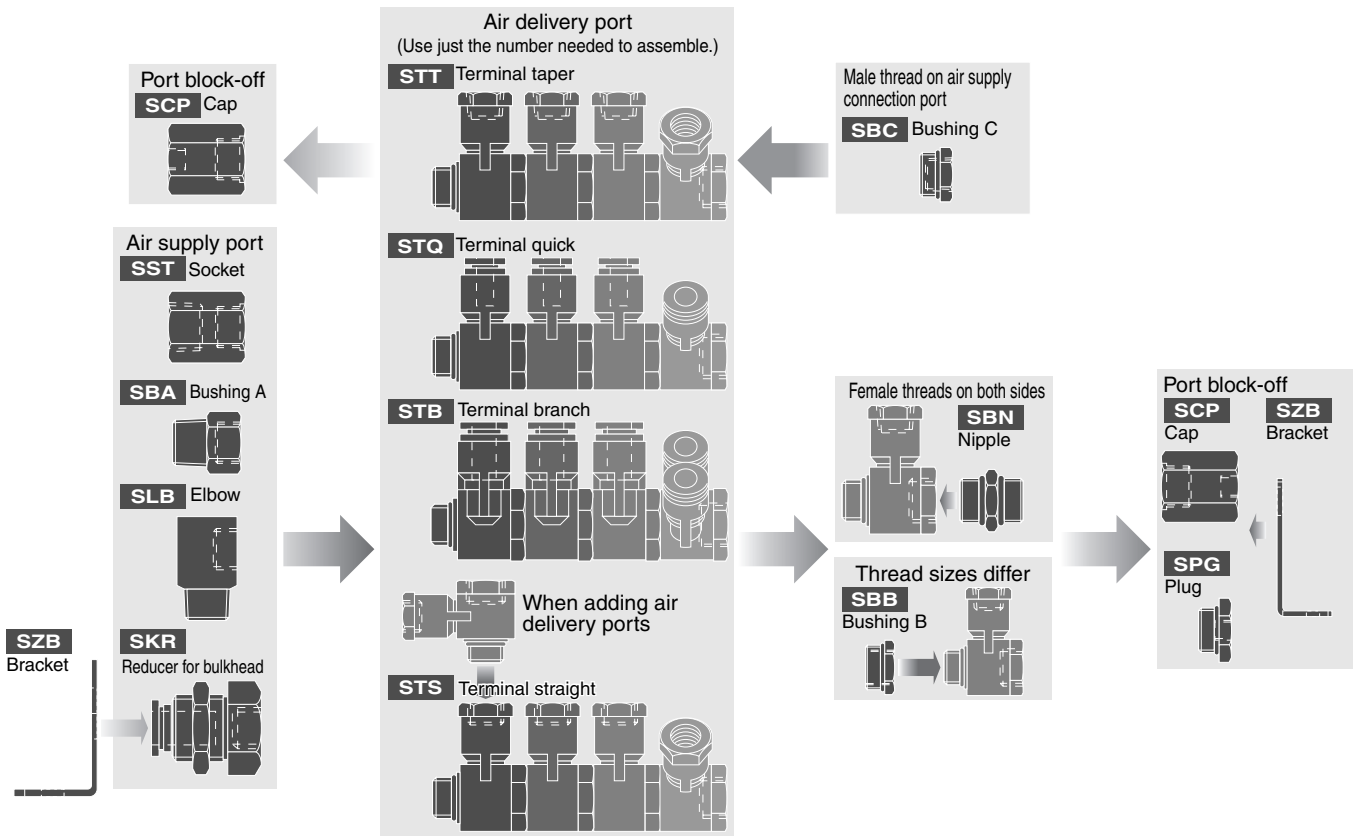 Port block-off
SCP Cap
Air supply port
SST Socket
SBA Bushing A
SLB Elbow
SZB
Bracket
SKR
Reducer for bulkhead
Air delivery port
(Use just the number needed to assemble.)
STT Terminal taper
STQ Terminal quick
STB Terminal branch
When adding air
delivery ports
STS Terminal straight
Male thread on air supply
connection port
SBC Bushing C
Female threads on both sides
SBN
Nipple
Thread sizes differ
SBB
Bushing B
Port block-off
SCP
Cap
SZB
Bracket
SPG
Plug